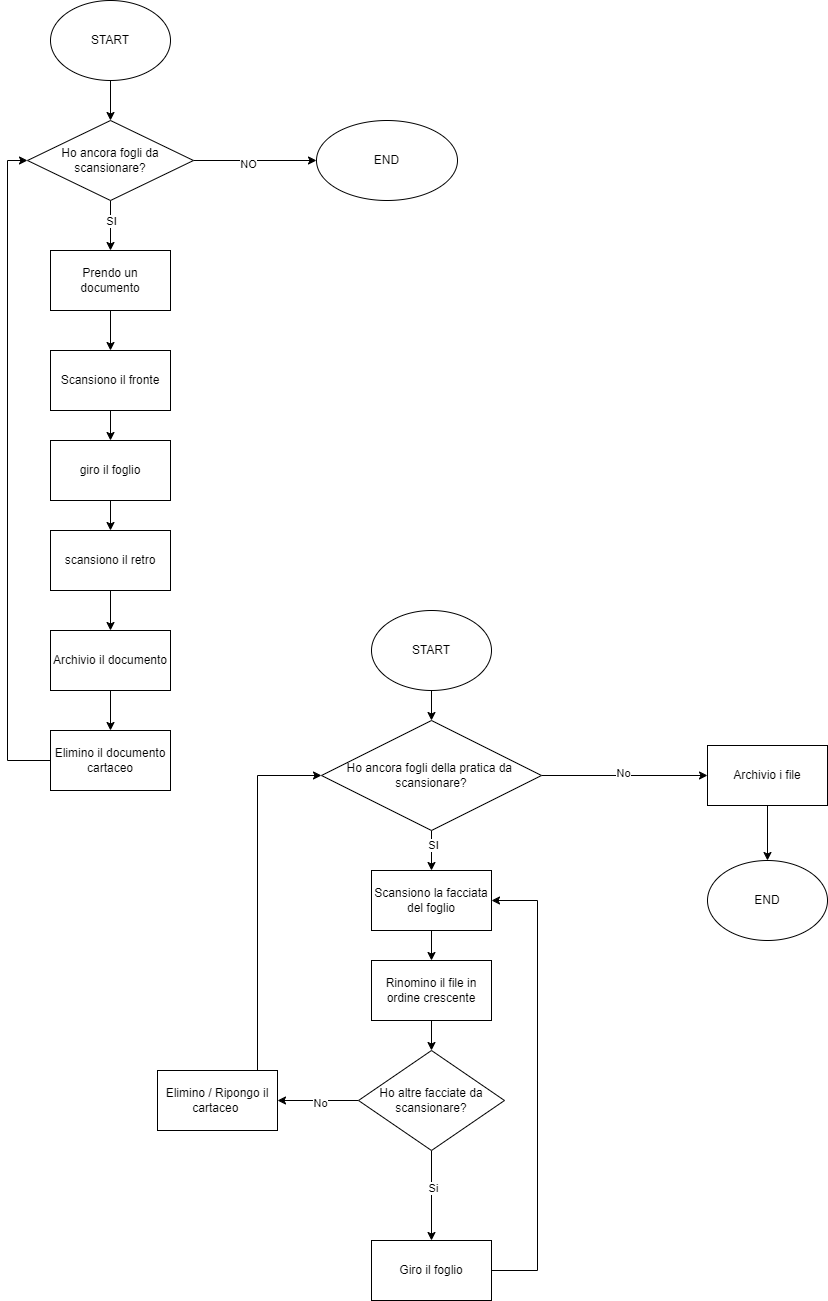 START
Ho ancora fogli da
scansionare?
NO
END
SI
Prendo un
documento
Scansiono il fronte
giro il foglio
scansiono il retro
Archivio il documento
Elimino il documento
cartaceo
START
Ho ancora fogli della pratica da
scansionare?
No
Archivio i file
END
SI
Scansiono la facciata
del foglio
Rinomino il file in
ordine crescente
Ho altre facciate da
scansionare?
No
Elimino / Ripongo il
cartaceo
Si
Giro il foglio